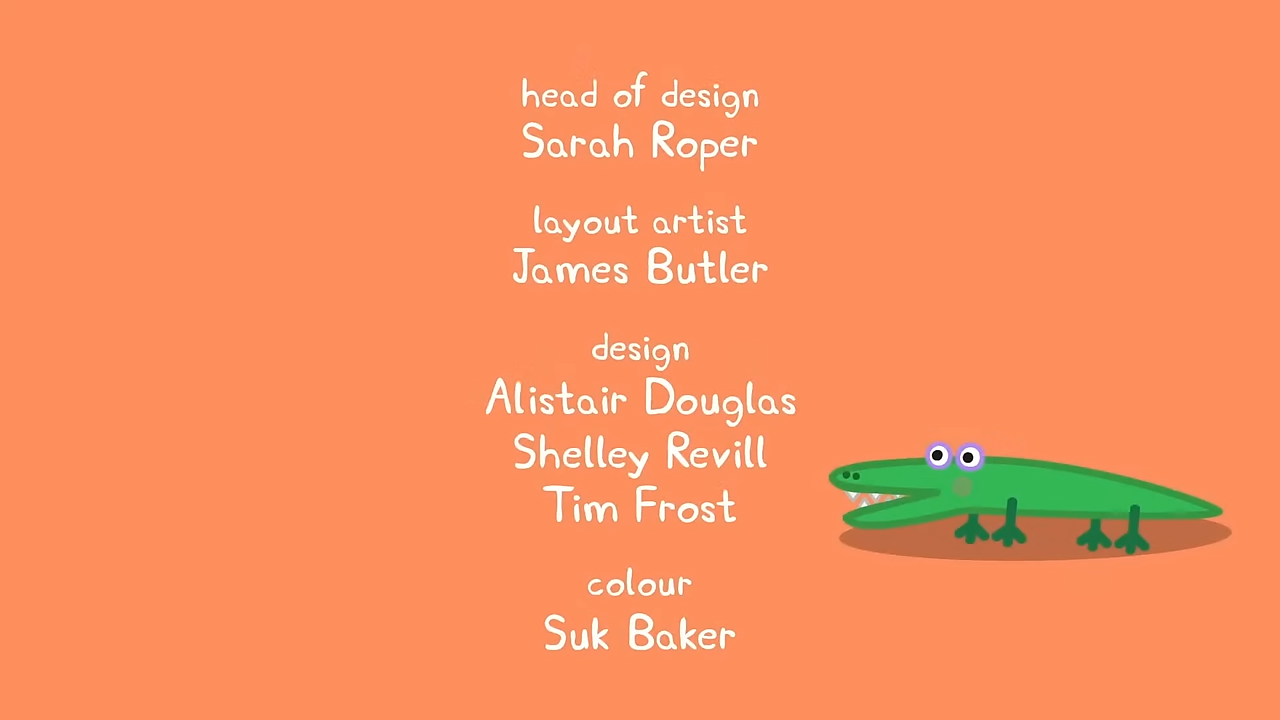 head of design
Sarah Roper
layout artist
James Butler
design
Alistair Douglas
Shelley Revill
Tim Frost
colour
Suk Baker